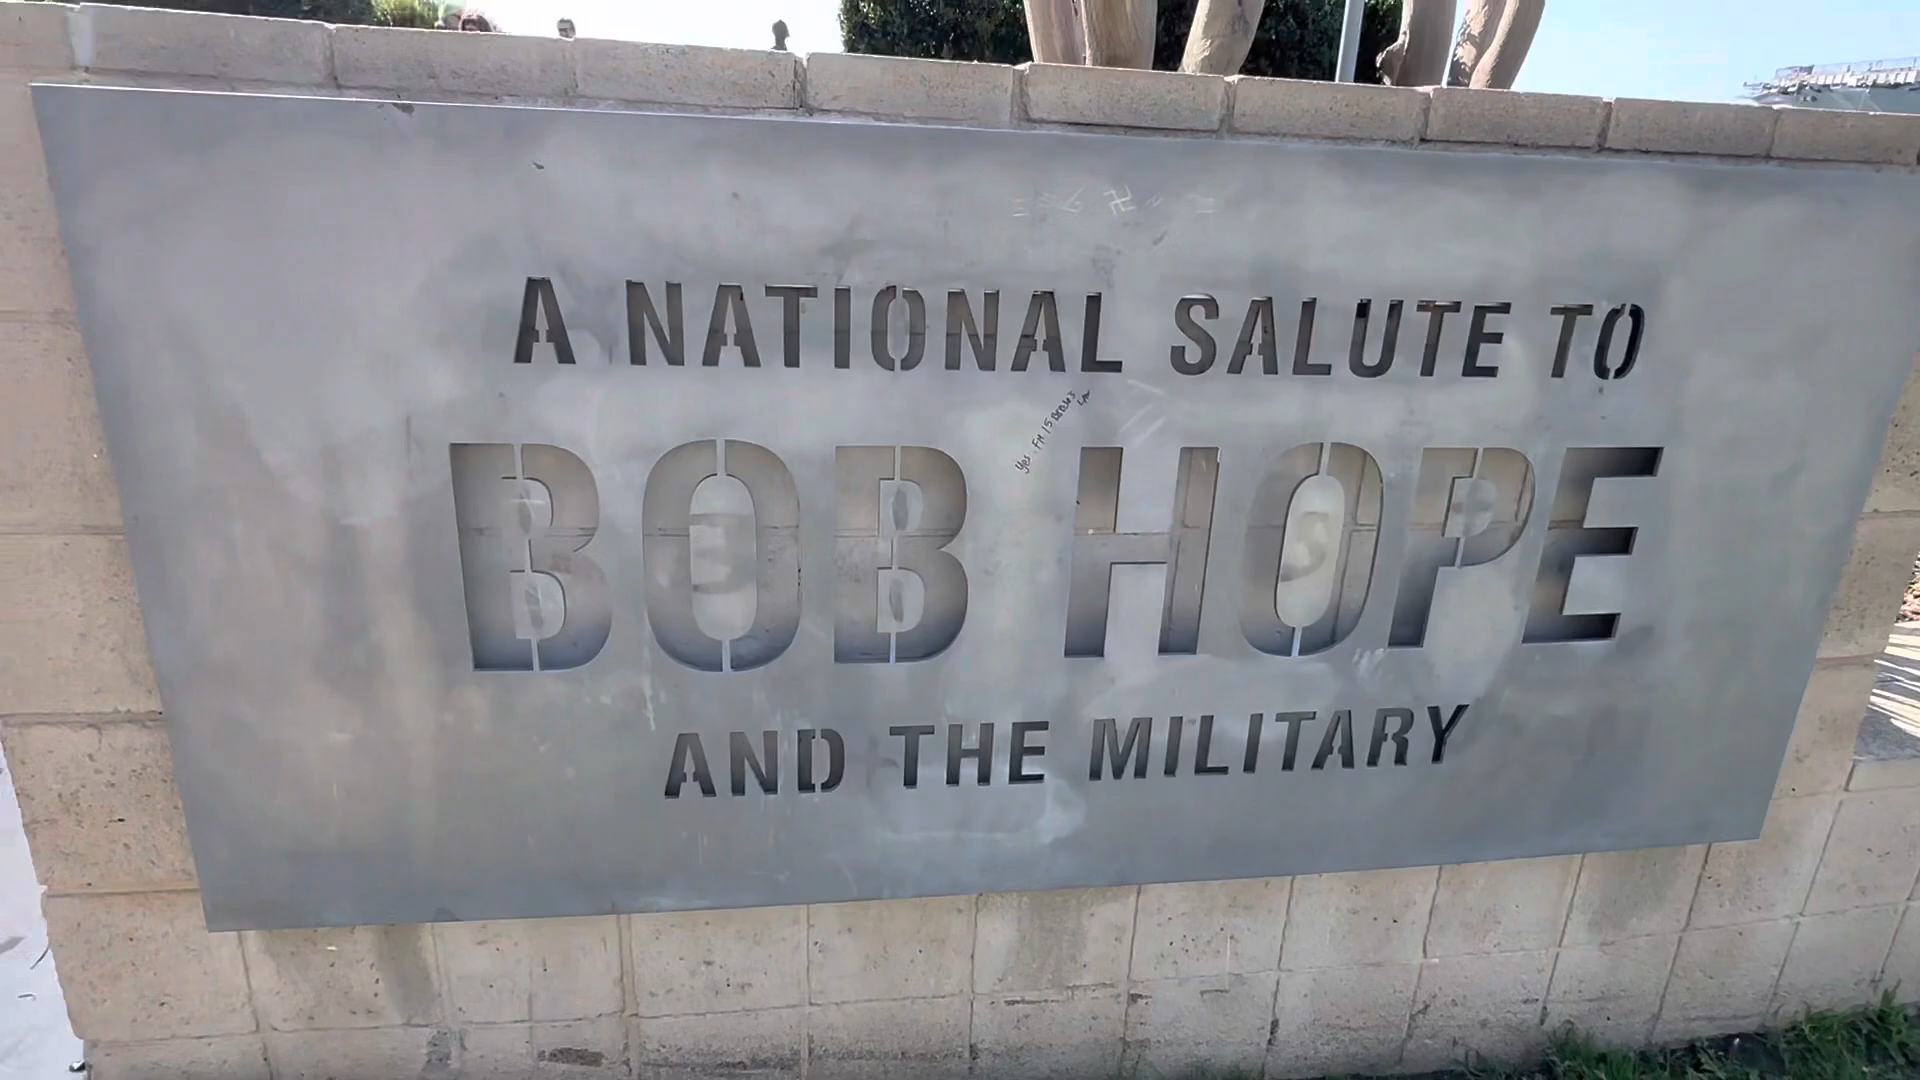 A NATIONAL SALUTE TO
BOB HOPE
AND THE MILITARY